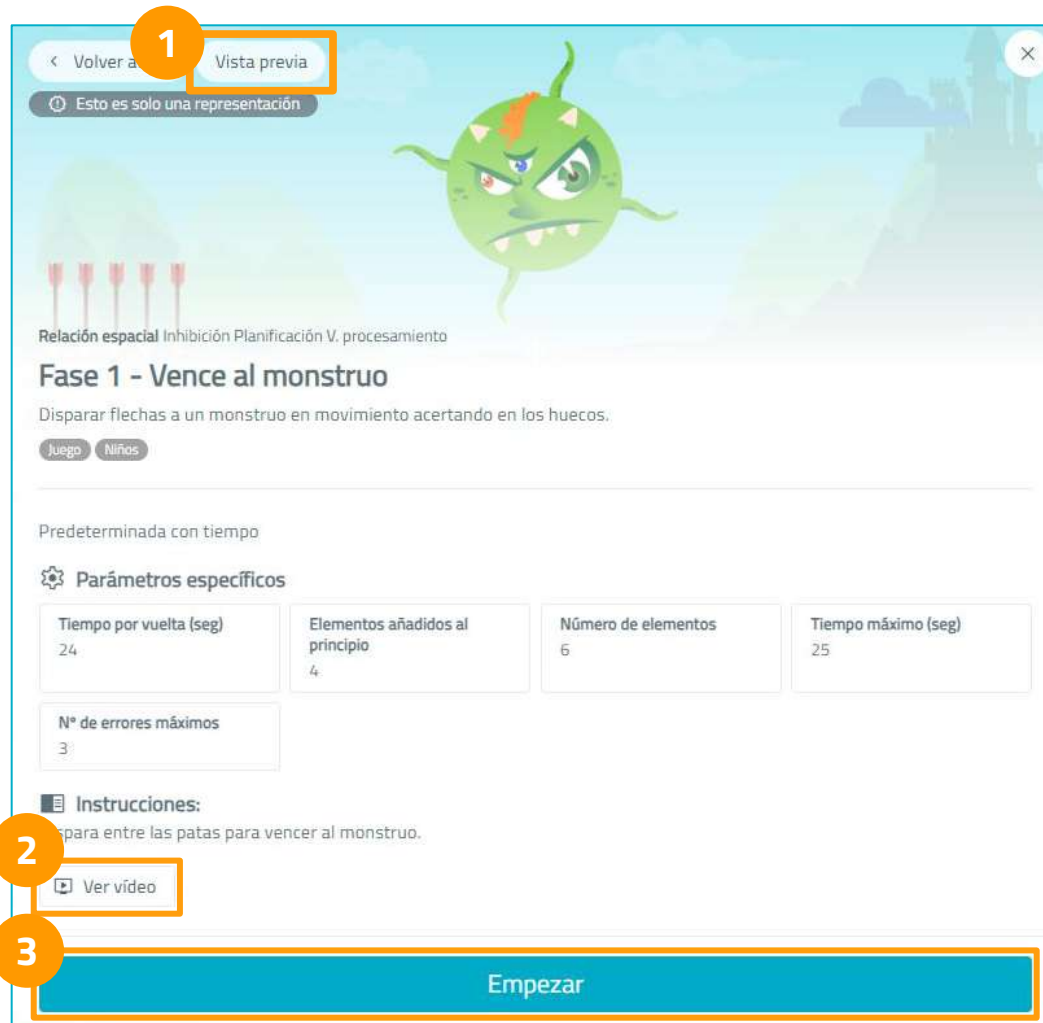 1
< Volver a
Vista previa
Esto es solo una representación
Relación espacial Inhibición Planificación V. procesamiento
Fase 1 - Vence al monstruo
Disparar flechas a un monstruo en movimiento acertando en los huecos.
Juego Niños
Predeterminada con tiempo
Parámetros específicos
Tiempo por vuelta (seg)
24
Elementos añadidos al
principio
4
Número de elementos
6
Tiempo máximo (seg)
25
Nº de errores máximos
3
Instrucciones:
spara entre las patas para vencer al monstruo.
2
Ver vídeo
3
Empezar